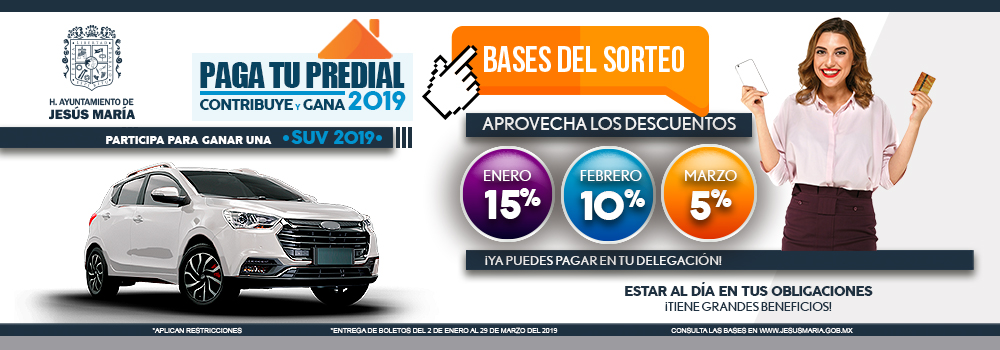 LIBERTAD
H. AYUNTAMIENTO DE
JESÚS MARÍA
PAGA TU PREDIAL
CONTRIBUYE Y GANA 2019
PARTICIPA PARA GANAR UNA •SUV 2019•
BASES DEL SORTEO
APROVECHA LOS DESCUENTOS
ENERO
15%
FEBRERO
10%
MARZO
5%
¡YA PUEDES PAGAR EN TU DELEGACIÓN!
ESTAR AL DÍA EN TUS OBLIGACIONES
¡TIENE GRANDES BENEFICIOS!
*APLICAN RESTRICCIONES
*ENTREGA DE BOLETOS DEL 2 DE ENERO AL 29 DE MARZO DEL 2019
CONSULTA LAS BASES EN WWW.JESUSMARIA.GOB.MX